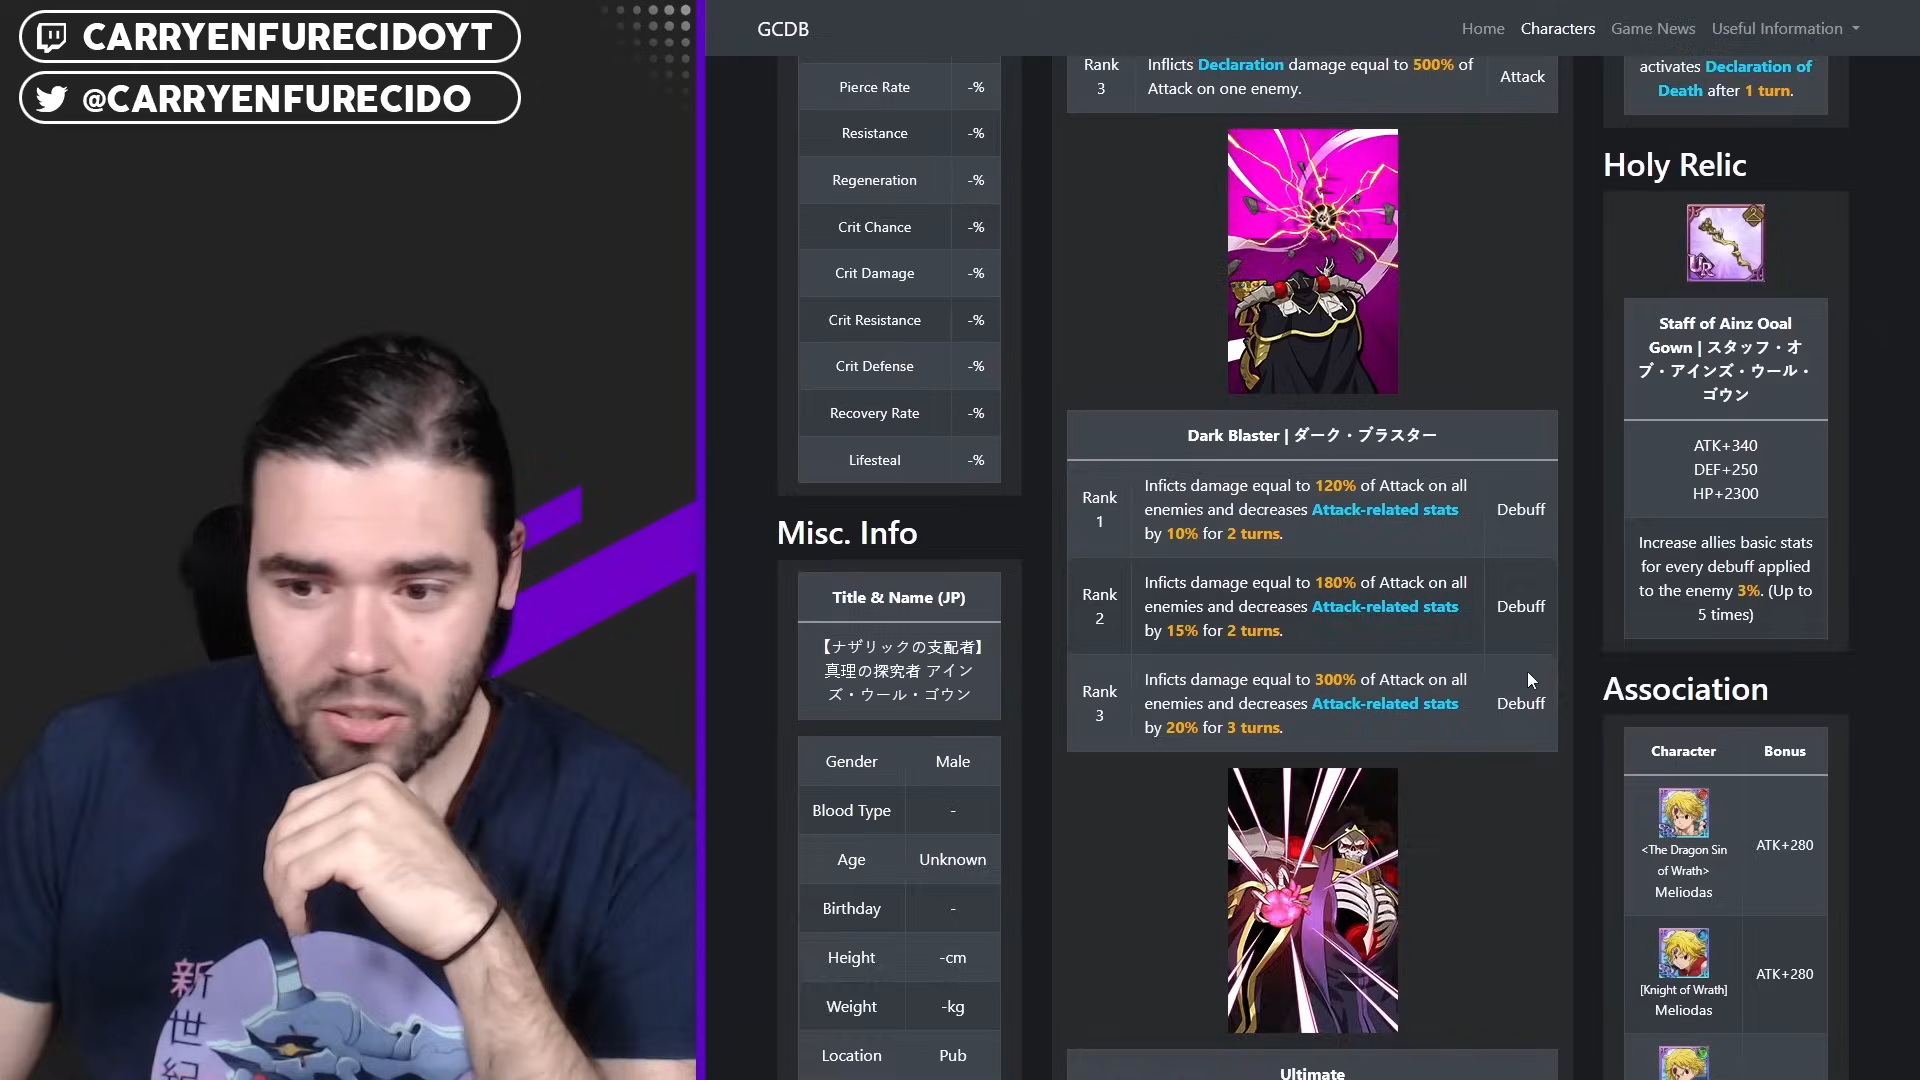 CARRYENFURECIDOYT
@CARRYENFURECIDO
新
世
紀
GCDB
Home
Characters
Game News
Useful Information
Pierce Rate -%
Resistance -%
Regeneration -%
Crit Chance -%
Crit Damage -%
Crit Resistance -%
Crit Defense -%
Recovery Rate -%
Lifesteal -%
Misc. Info
Title & Name (JP)
【ナザリックの支配者】
真理の探究者 アイン
ズ・ウール・ゴウン
Gender Male
Blood Type -
Age Unknown
Birthday -
Height -cm
Weight -kg
Location Pub
Rank
3
Inflicts Declaration damage equal to 500% of
Attack on one enemy.
Attack
Dark Blaster | ダーク・ブラスター
Rank
1
Inficts damage equal to 120% of Attack on all
enemies and decreases Attack-related stats
by 10% for 2 turns.
Debuff
Rank
2
Inficts damage equal to 180% of Attack on all
enemies and decreases Attack-related stats
by 15% for 2 turns.
Debuff
Rank
3
Inficts damage equal to 300% of Attack on all
enemies and decreases Attack-related stats
by 20% for 3 turns.
Debuff
Ultimate
activates Declaration of
Death after 1 turn.
Holy Relic
UR
Staff of Ainz Ooal
Gown | スタッフ・オ
ブ・アインズ・ウール・
ゴウン
ATK+340
DEF+250
HP+2300
Increase allies basic stats
for every debuff applied
to the enemy 3%. (Up to
5 times)
Association
Character Bonus
<The Dragon Sin
of Wrath>
Meliodas
ATK+280
[Knight of Wrath]
Meliodas
ATK+280